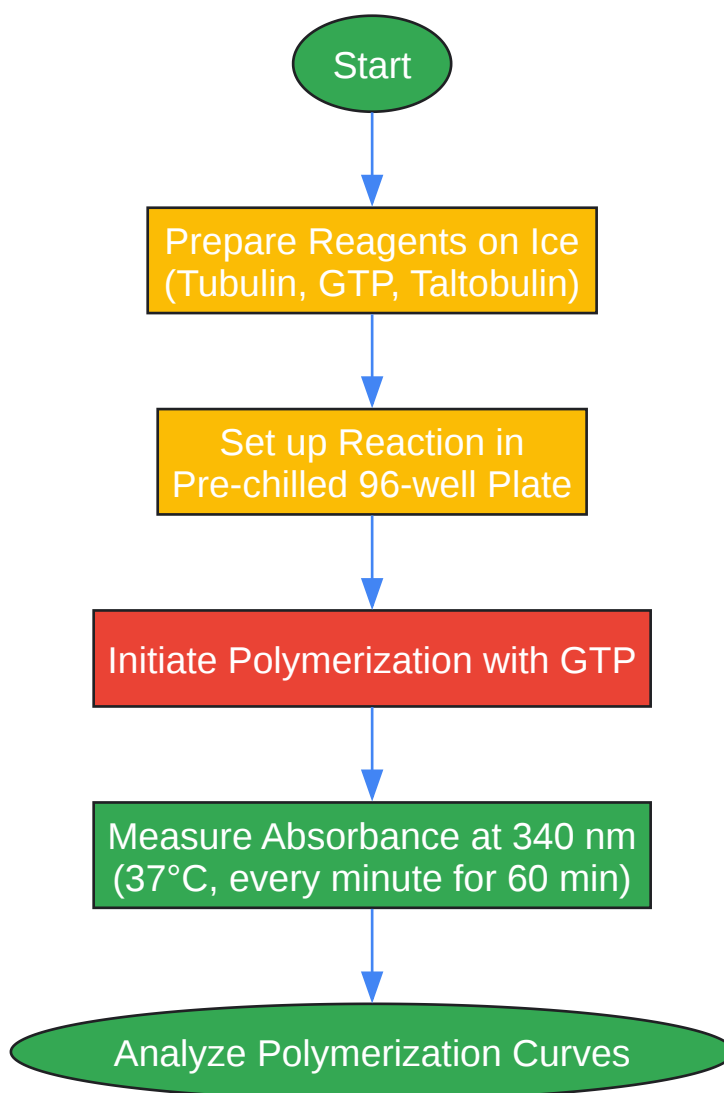 Start
Prepare Reagents on Ice
(Tubulin, GTP, Taltobulin)
Set up Reaction in
Pre-chilled 96-well Plate
Initiate Polymerization with GTP
Measure Absorbance at 340 nm
(37°C, every minute for 60 min)
Analyze Polymerization Curves